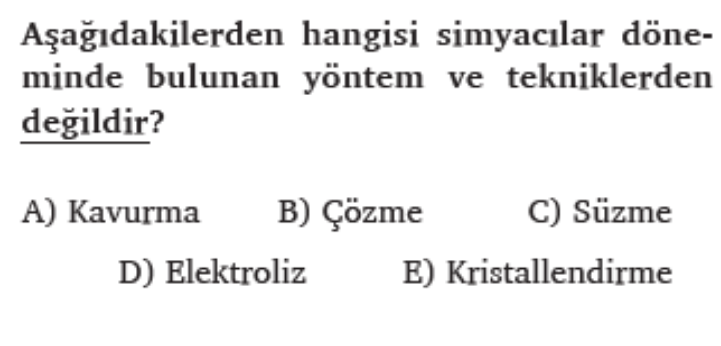 Aşağıdakilerden hangisi simyacılar döne-
minde bulunan yöntem ve tekniklerden
değildir?
A) Kavurma B) Çözme C) Süzme
D) Elektroliz E) Kristallendirme